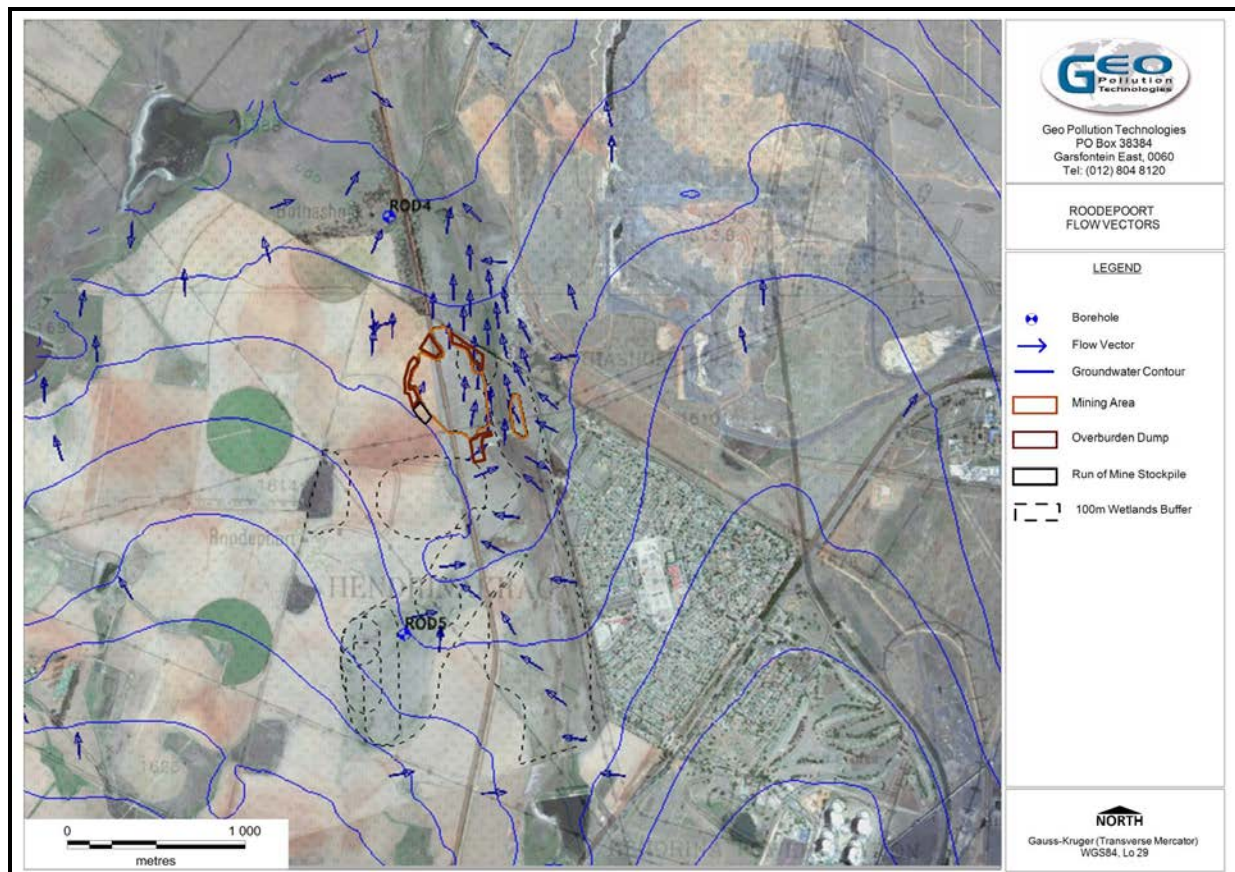 GEO
Pollution
Technologies
Geo Pollution Technologies
PO Box 38384
Garsfontein East, 0060
Tel: (012) 804 8120
ROODEPOORT
FLOW VECTORS
LEGEND
Borehole
Flow Vector
Groundwater Contour
Mining Area
Overburden Dump
Run of Mine Stockpile
100m Wetlands Buffer
NORTH
Gauss-Kruger (Transverse Mercator)
WGS84, Lo 29
ROD4
Roodepoort
ROD5
0 1 000
metres